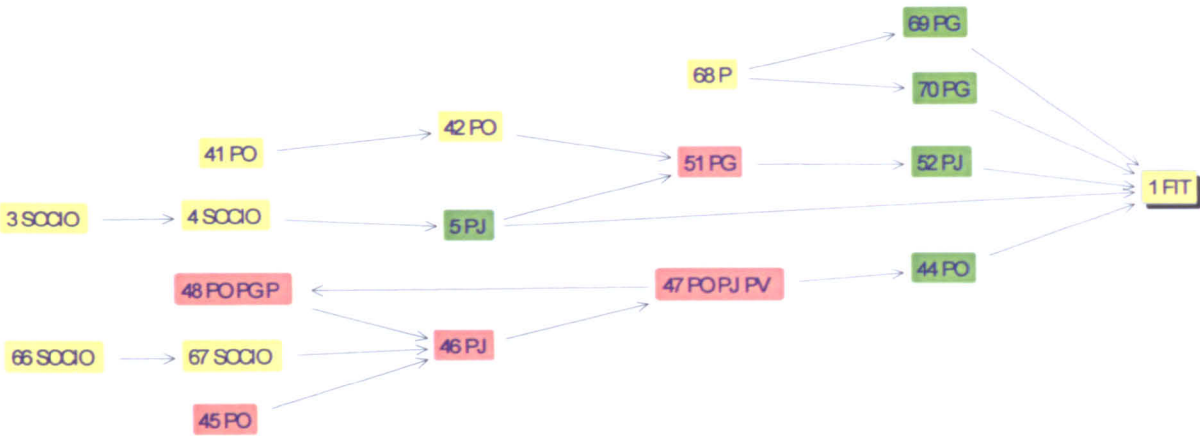 69 PG
68 P
70 PG
42 PO
41 PO
51 PG
52 PJ
1 FIT
3 SOCIO
4 SOCIO
5 PJ
44 PO
48 PO PG P
47 PO PJ PV
46 PJ
66 SOCIO
67 SOCIO
45 PO